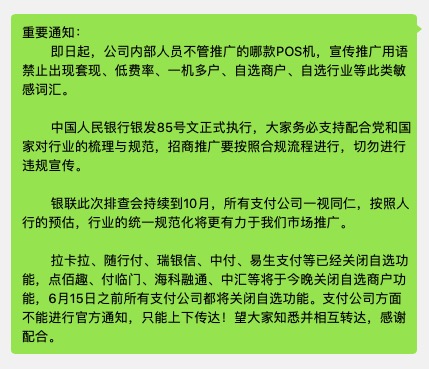 重要通知：
即日起，公司内部人员不管推广的哪款POS机，宣传推广用语
禁止出现套现、低费率、一机多户、自选商户、自选行业等此类敏
感词汇。
中国人民银行银发85号文正式执行，大家务必支持配合党和国
家对行业的梳理与规范，招商推广要按照合规流程进行，切勿进行
违规宣传。
银联此次排查会持续到10月，所有支付公司一视同仁，按照人
行的预估，行业的统一规范化将更有力于我们市场推广。
拉卡拉、随行付、瑞银信、中付、易生支付等已经关闭自选功
能，点佰趣、付临门、海科融通、中汇等将于今晚关闭自选商户功
能，6月15日之前所有支付公司都将关闭自选功能。支付公司方面
不能进行官方通知，只能上下传达！望大家知悉并相互转达，感谢
配合。